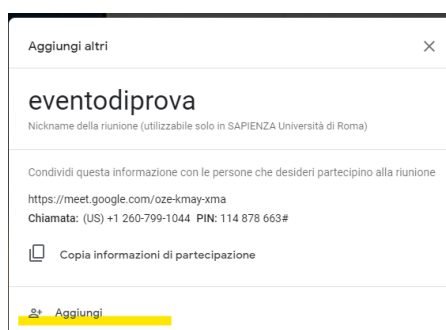 Aggiungi altri
eventodiprova
Nickname della riunione (utilizzabile solo in SAPIENZA Università di Roma)
Condividi questa informazione con le persone che desideri partecipino alla riunione
https://meet.google.com/oze-kmay-xma
Chiamata: (US) +1 260-799-1044 PIN: 114 878 663#
Copia informazioni di partecipazione
Aggiungi